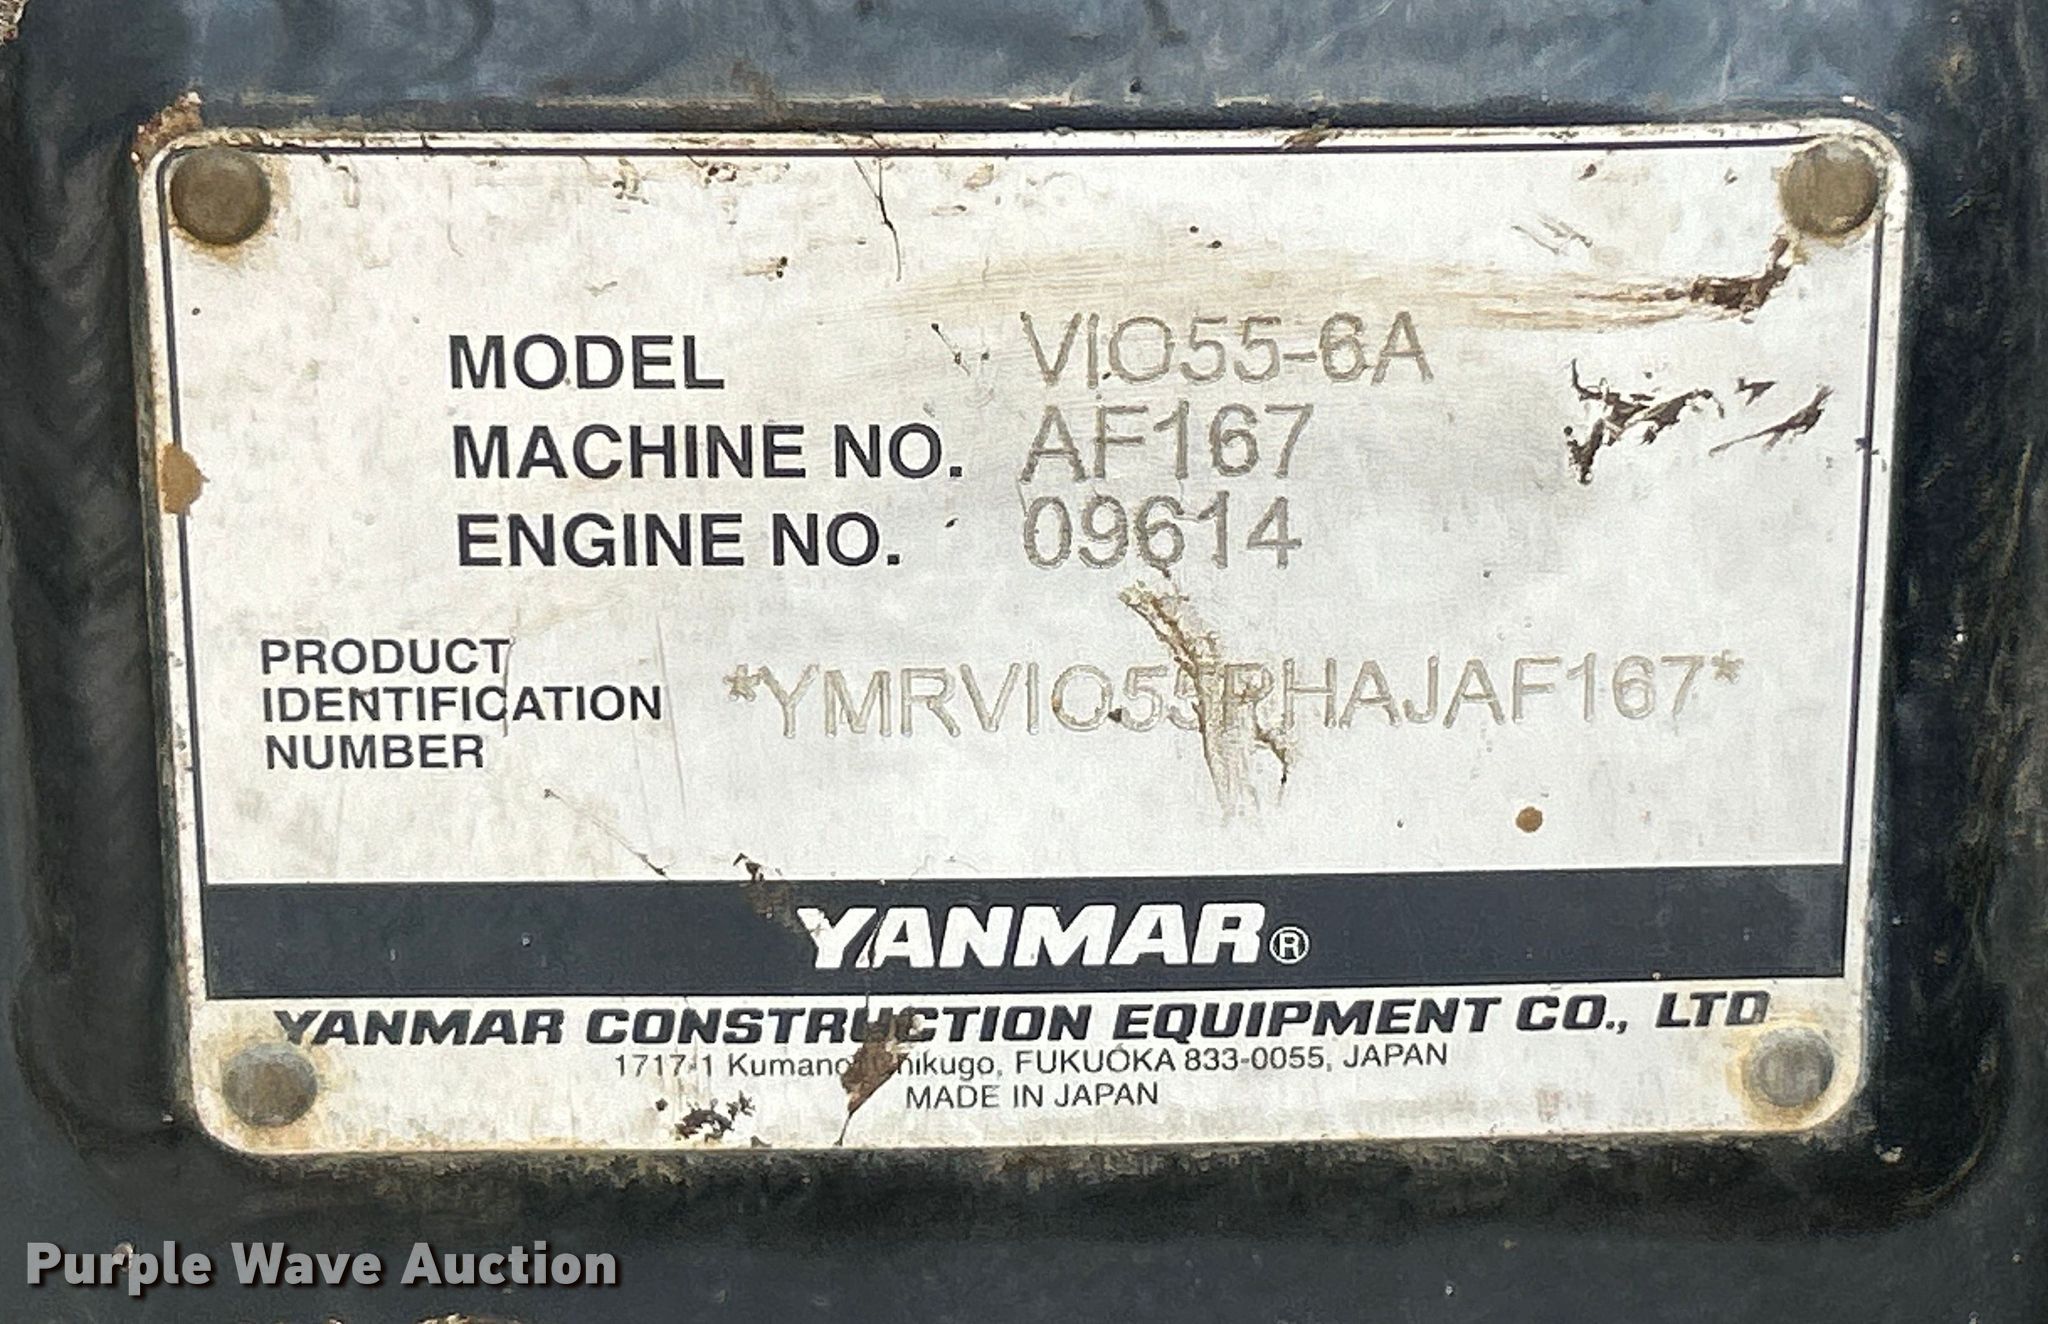 MODEL VIO55-6A
MACHINE NO. AF167
ENGINE NO. 09614
PRODUCT
IDENTIFICATION
NUMBER
*YMRVIO55PHAJAF167*
YANMAR®
YANMAR CONSTRUCTION EQUIPMENT CO., LTD
1717-1 FUKUOKA 833-0055, JAPAN
MADE IN JAPAN
Purple Wave Auction